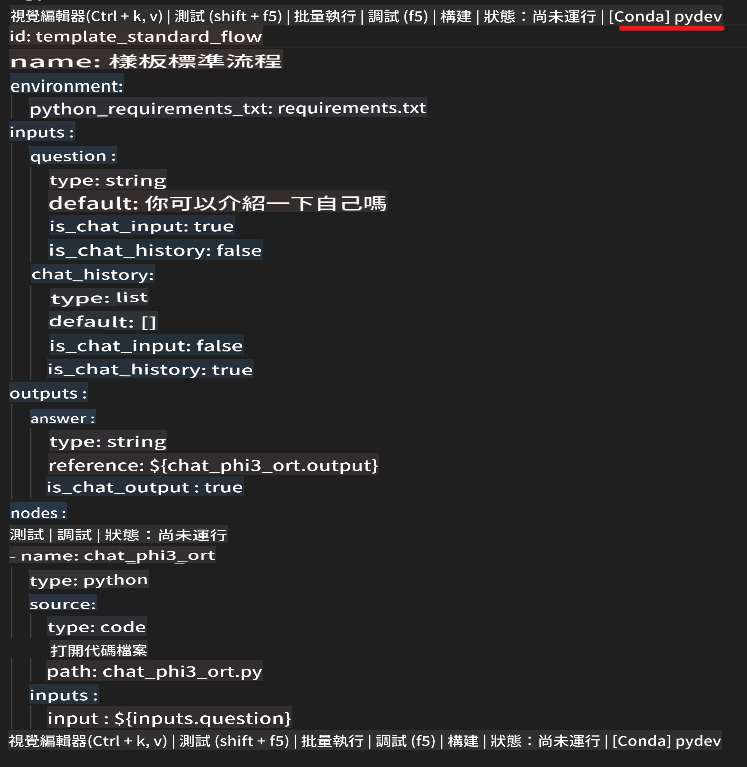 視覺編輯器(Ctrl + k, v) | 測試 (shift + f5) | 批量執行 | 調試 (f5) | 構建 | 狀態：尚未運行 | [Conda] pydev
id: template_standard_flow
name: 樣板標準流程
environment:
python_requirements_txt: requirements.txt
inputs :
question :
type: string
default: 你可以介紹一下自己嗎
is_chat_input: true
is_chat_history: false
chat_history:
type: list
default: []
is_chat_input: false
is_chat_history: true
outputs :
answer :
type: string
reference: ${chat_phi3_ort.output}
is_chat_output : true
nodes :
測試 | 調試 | 狀態：尚未運行
- name: chat_phi3_ort
type: python
source:
type: code
打開代碼檔案
path: chat_phi3_ort.py
inputs :
input : ${inputs.question}
視覺編輯器(Ctrl + k, v) | 測試 (shift + f5) | 批量執行 | 調試 (f5) | 構建 | 狀態：尚未運行 | [Conda] pydev